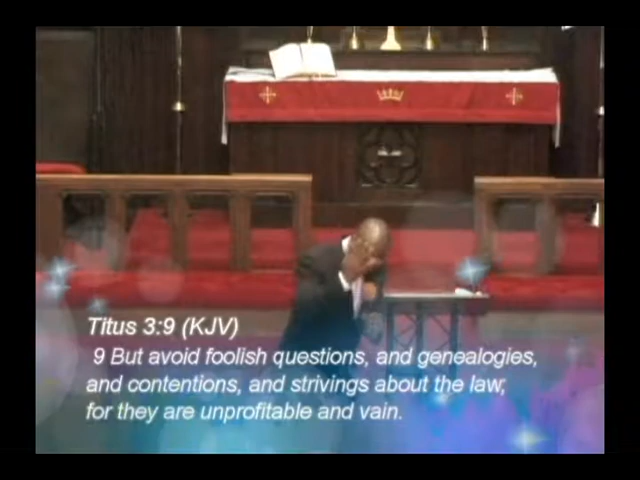 Titus 3:9 (KJV)
9 But avoid foolish questions, and genealogies,
and contentions, and strivings about the law;
for they are unprofitable and vain.